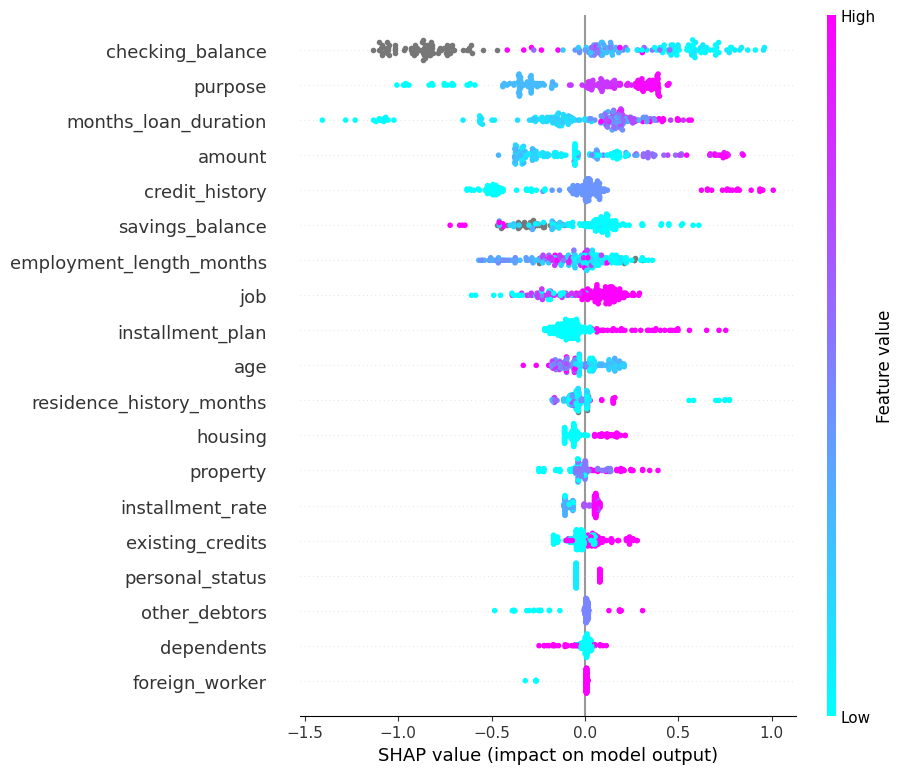 High
checking_balance
purpose
months_loan_duration
amount
credit_history
savings_balance
employment_length_months
job
installment_plan
age
residence_history_months
housing
property
installment_rate
existing_credits
personal_status
other_debtors
dependents
foreign_worker
Feature value
Low
−1.5 −1.0 −0.5 0.0 0.5 1.0
SHAP value (impact on model output)